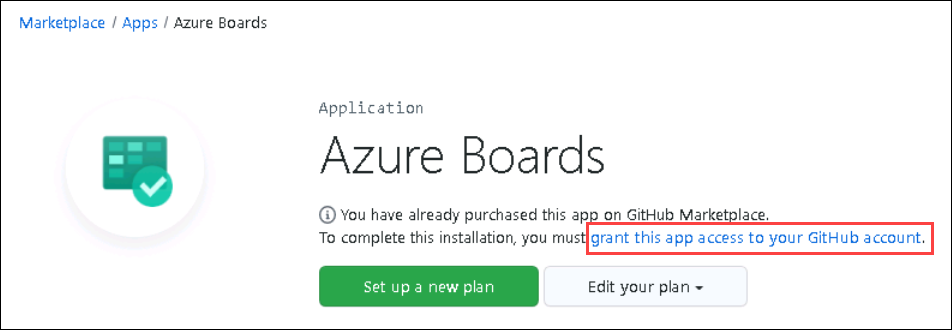 Marketplace / Apps / Azure Boards
Application
Azure Boards
You have already purchased this app on GitHub Marketplace.
To complete this installation, you must grant this app access to your GitHub account.
Set up a new plan
Edit your plan